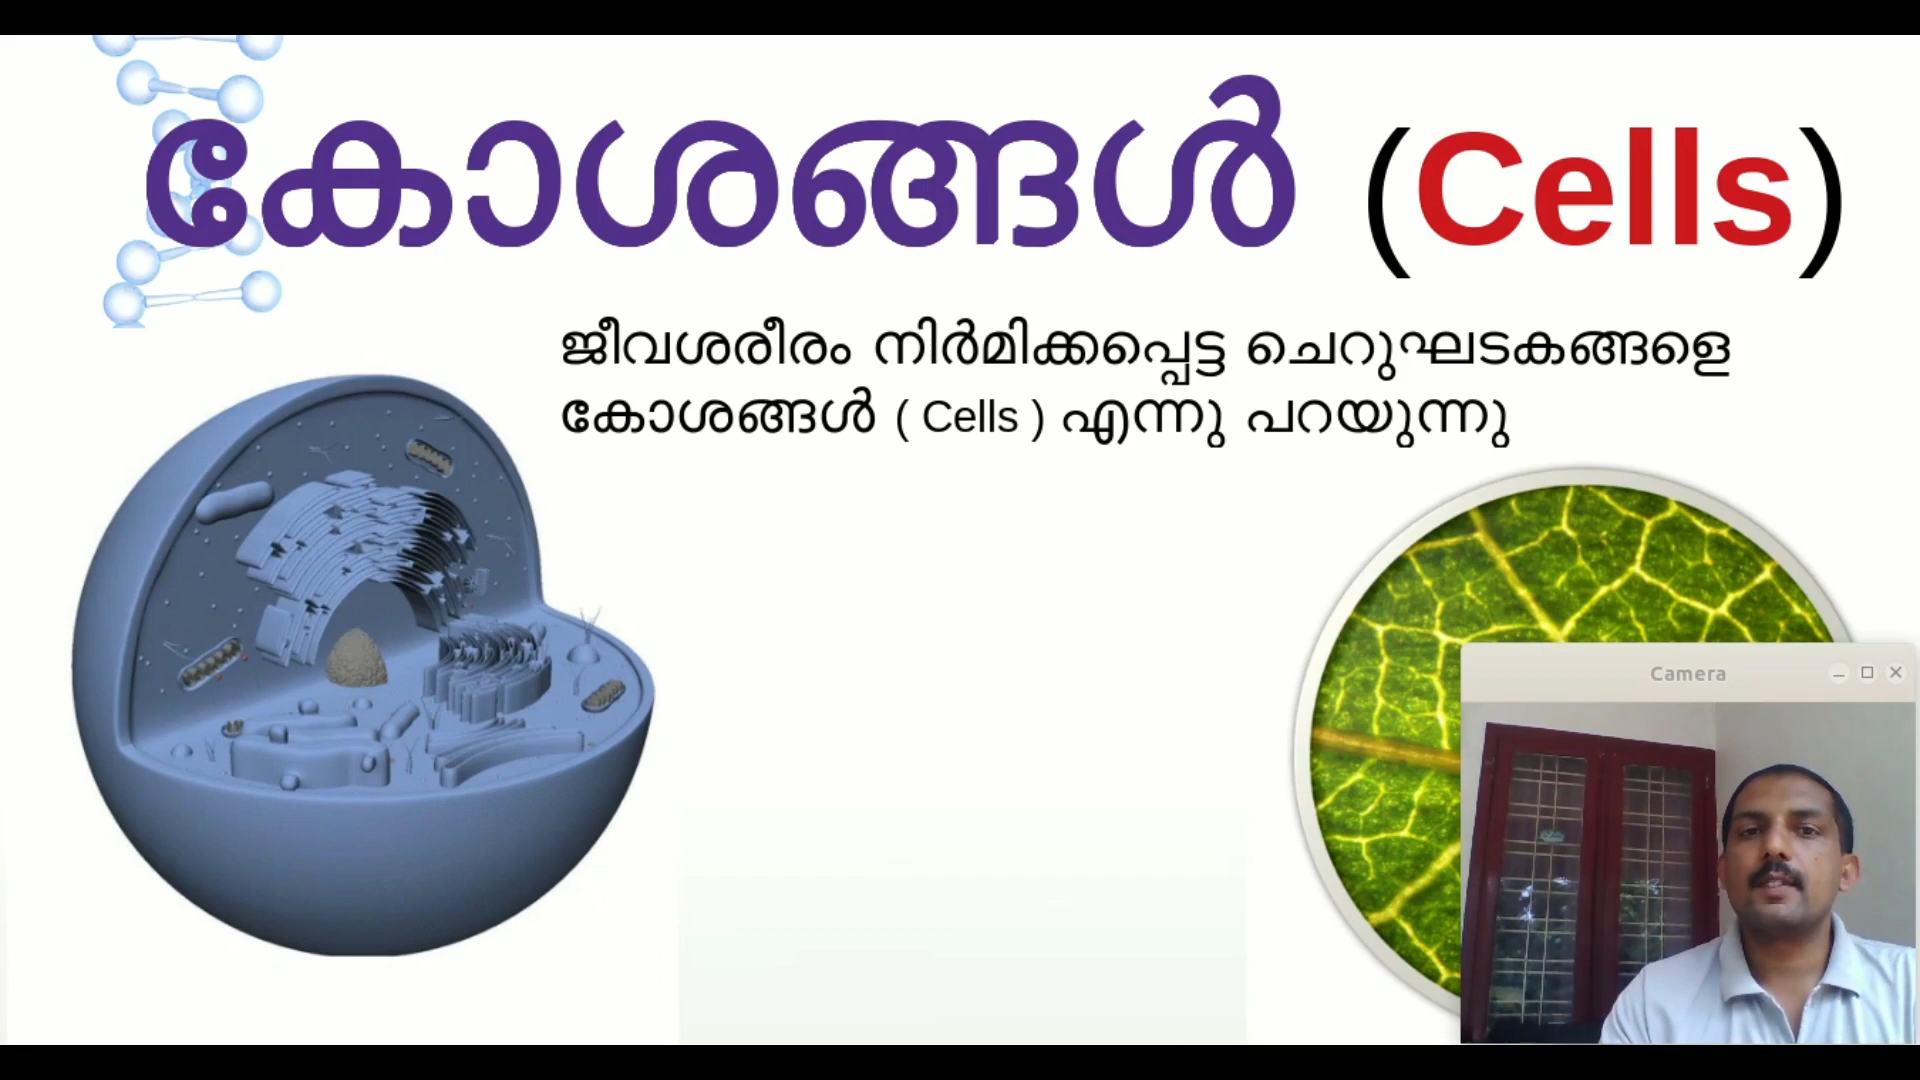 കോശങ്ങൾ (Cells)
ജീവശരീരം നിർമിക്കപ്പെട്ട ചെറുഘടകങ്ങളെ
കോശങ്ങൾ ( Cells ) എന്നു പറയുന്നു
Camera